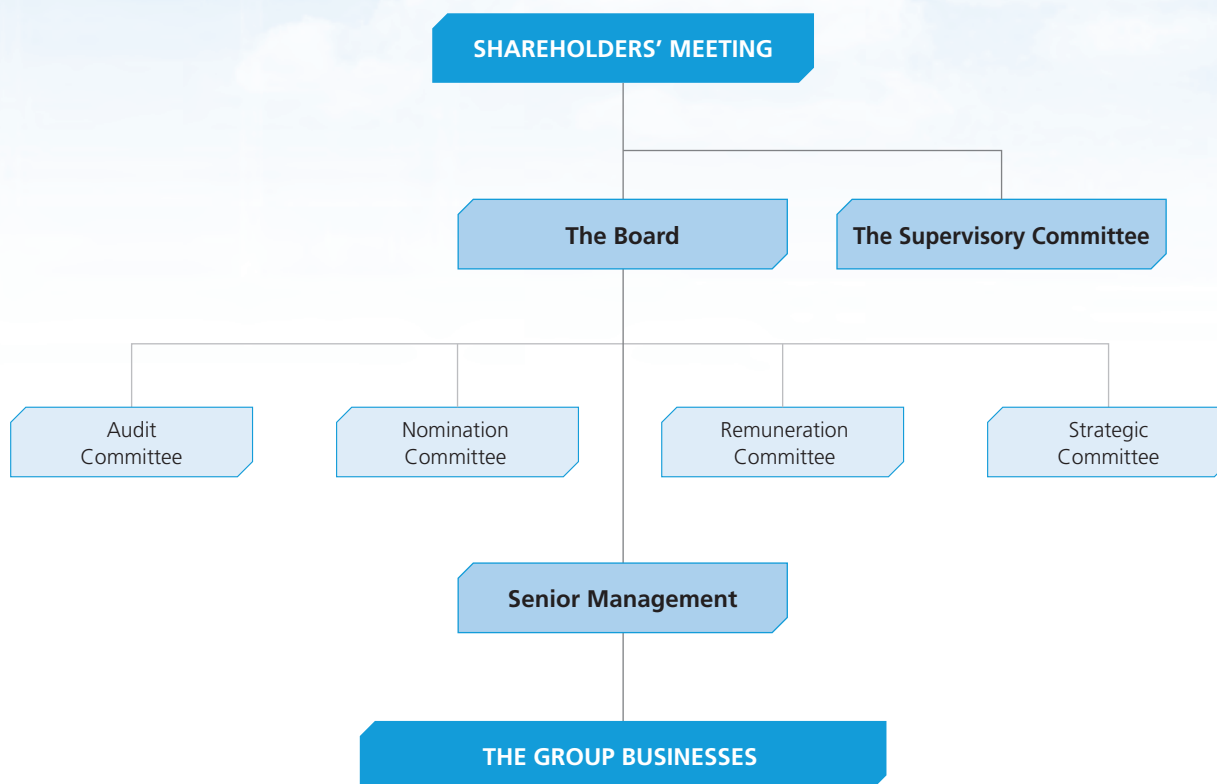 SHAREHOLDERS’ MEETING
The Board
The Supervisory Committee
Audit
Committee
Nomination
Committee
Remuneration
Committee
Strategic
Committee
Senior Management
THE GROUP BUSINESSES